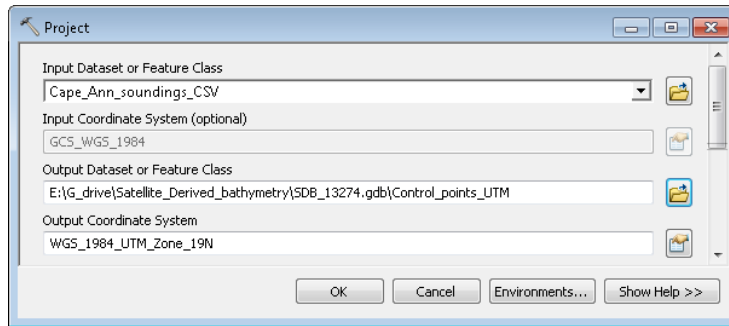 Project
Input Dataset or Feature Class
Cape_Ann_soundings_CSV
Input Coordinate System (optional)
GCS_WGS_1984
Output Dataset or Feature Class
E:\G_drive\Satellite_Derived_bathymetry\SDB_13274.gdb\Control_points_UTM
Output Coordinate System
WGS_1984_UTM_Zone_19N
OK Cancel Environments... Show Help >>